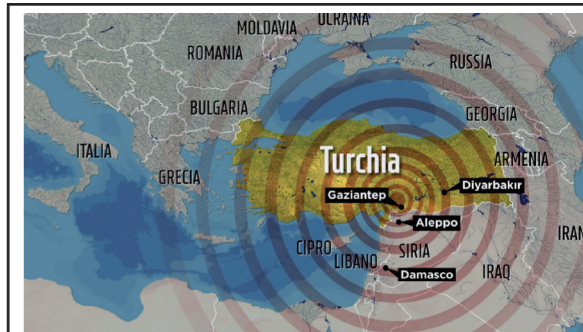 UCRAINA
MOLDAVIA
ROMANIA
RUSSIA
BULGARIA
GEORGIA
ITALIA
Turchia
ARMENIA
GRECIA
Diyarbakır
Gaziantep
Aleppo
CIPRO
SIRIA
LIBANO
IRAN
Damasco
IRAQ